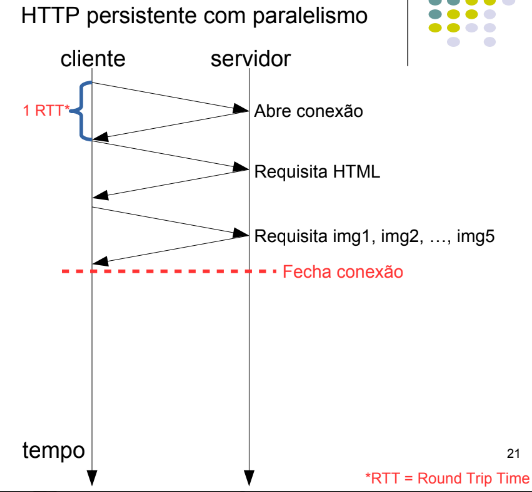 HTTP persistente com paralelismo
cliente
servidor
1 RTT*
Abre conexão
Requisita HTML
Requisita img1, img2, …, img5
Fecha conexão
tempo
21
*RTT = Round Trip Time